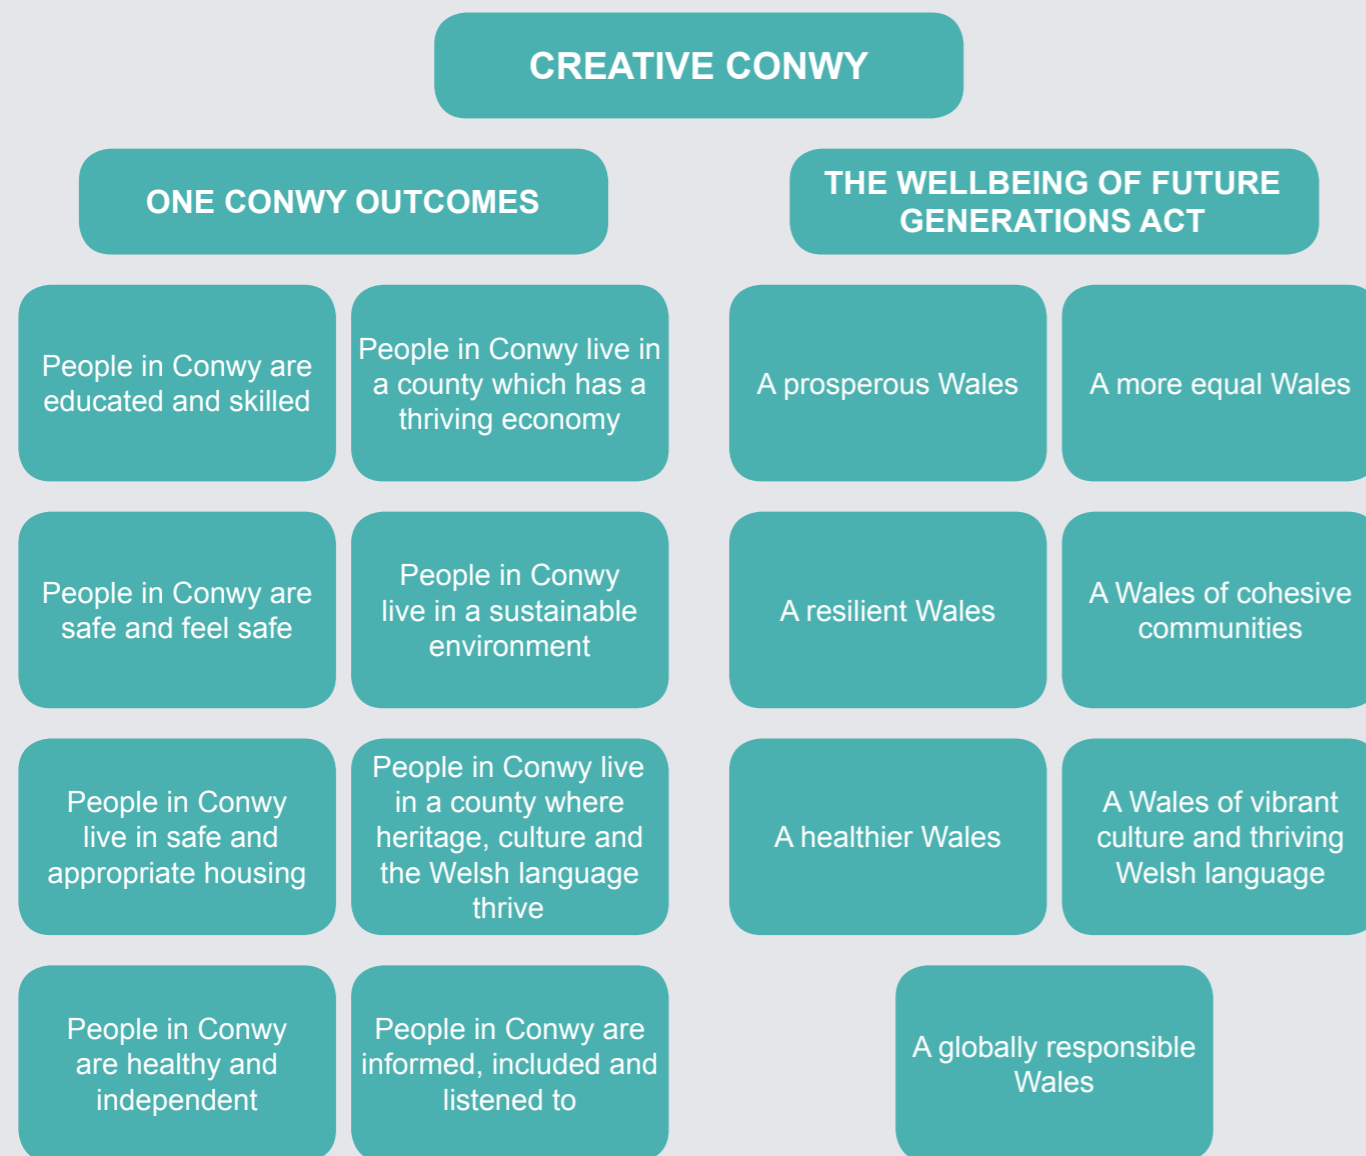 CREATIVE CONWY
ONE CONWY OUTCOMES
People in Conwy are
educated and skilled
People in Conwy live in
a county which has a
thriving economy
People in Conwy are
safe and feel safe
People in Conwy
live in a sustainable
environment
People in Conwy
live in safe and
appropriate housing
People in Conwy live
in a county where
heritage, culture and
the Welsh language
thrive
People in Conwy
are healthy and
independent
People in Conwy are
informed, included and
listened to
THE WELLBEING OF FUTURE
GENERATIONS ACT
A prosperous Wales
A more equal Wales
A resilient Wales
A Wales of cohesive
communities
A healthier Wales
A Wales of vibrant
culture and thriving
Welsh language
A globally responsible
Wales